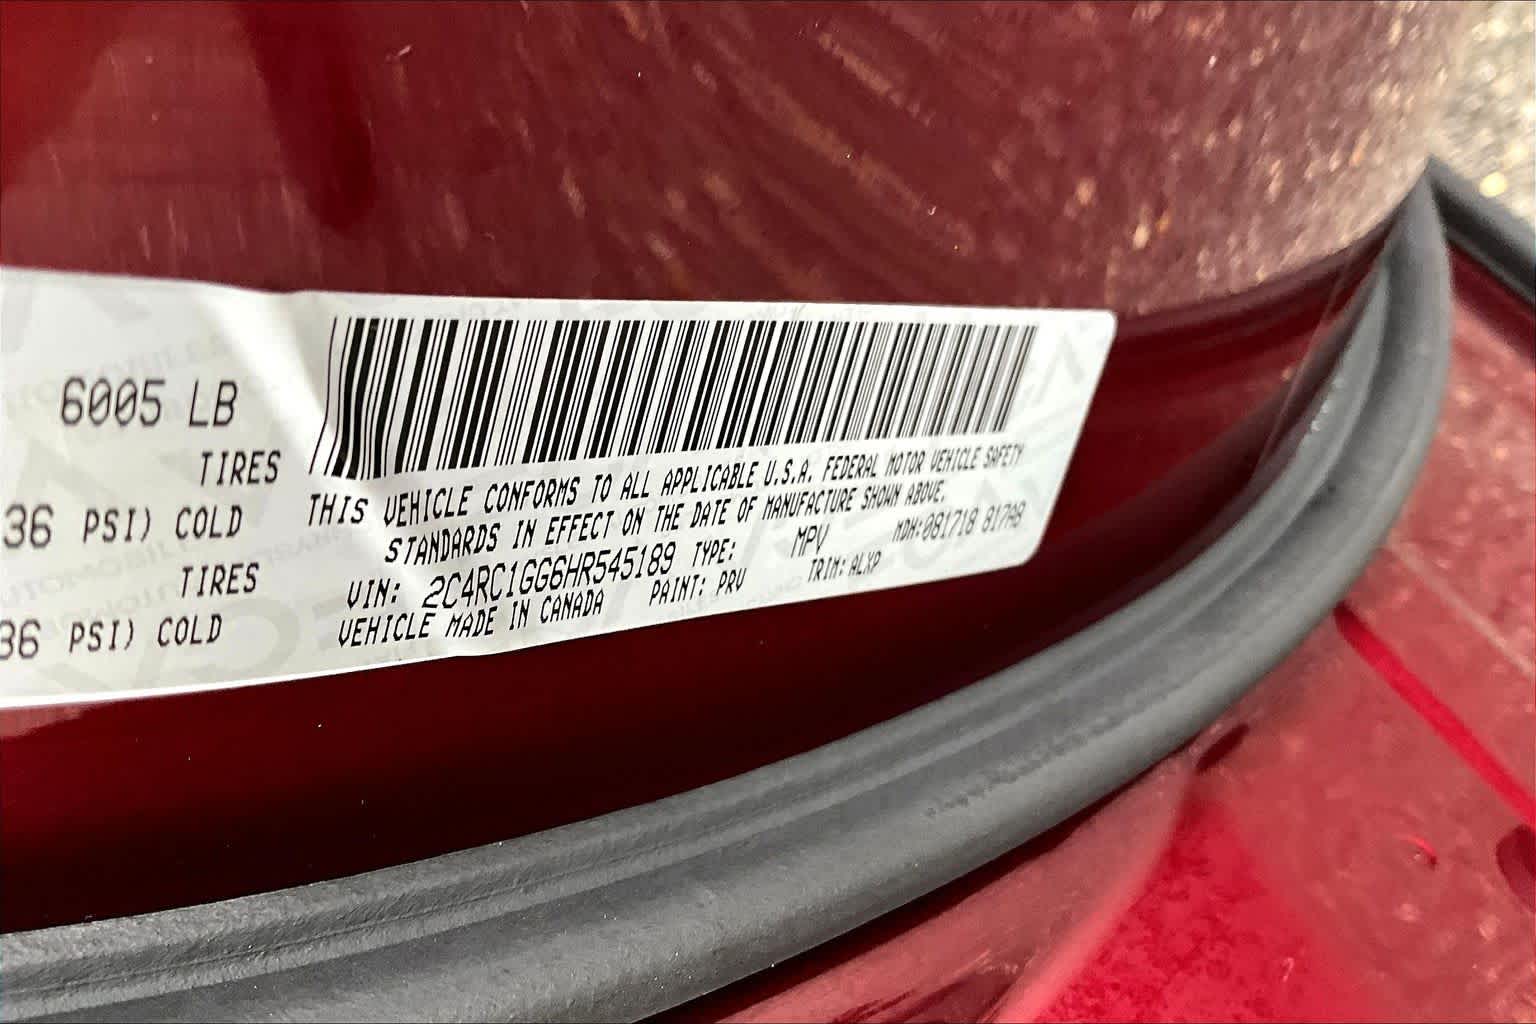 6005 LB
TIRES
36 PSI) COLD
TIRES
36 PSI) COLD
THIS VEHICLE CONFORMS TO ALL APPLICABLE U.S.A. FEDERAL MOTOR VEHICLE SAFETY
STANDARDS IN EFFECT ON THE DATE OF MANUFACTURE SHOWN ABOVE.
VIN: 2C4RC1GG6HR545189 TYPE: MPV MDH:081718 817AB
VEHICLE MADE IN CANADA PAINT: PRV TRIM: ALXP